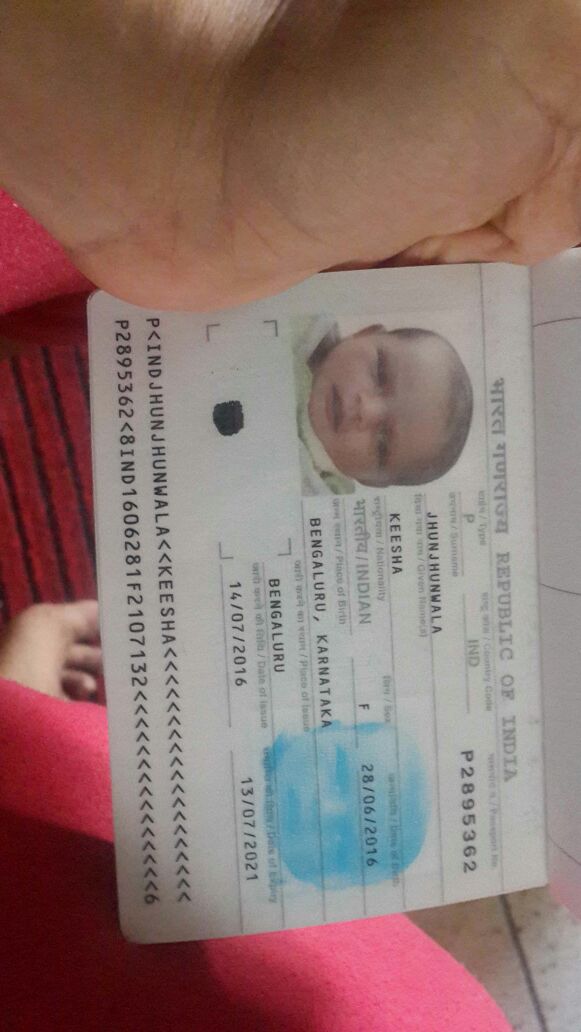 भारत गणराज्य REPUBLIC OF INDIA
टाईप / Type राष्ट्र कोड / Country Code पासपोर्ट नं. / Passport No.
P IND P2895362
उपनाम / Surname
JHUNJHUNWALA
दिया गया नाम / Given Name(s)
KEESHA
राष्ट्रीयता / Nationality लिंग / Sex जन्मतिथि / Date of Birth
भारतीय / INDIAN F 28/06/2016
जन्म स्थान / Place of Birth
BENGALURU, KARNATAKA
जारी करने का स्थान / Place of Issue
BENGALURU
जारी करने की तिथि / Date of Issue समाप्ति की तिथि / Date of Expiry
14/07/2016 13/07/2021
P<INDJHUNJHUNWALA<<KEESHA<<<<<<<<<<<<<<<<<<<
P2895362<8IND1606281F2107132<<<<<<<<<<<<<<<6